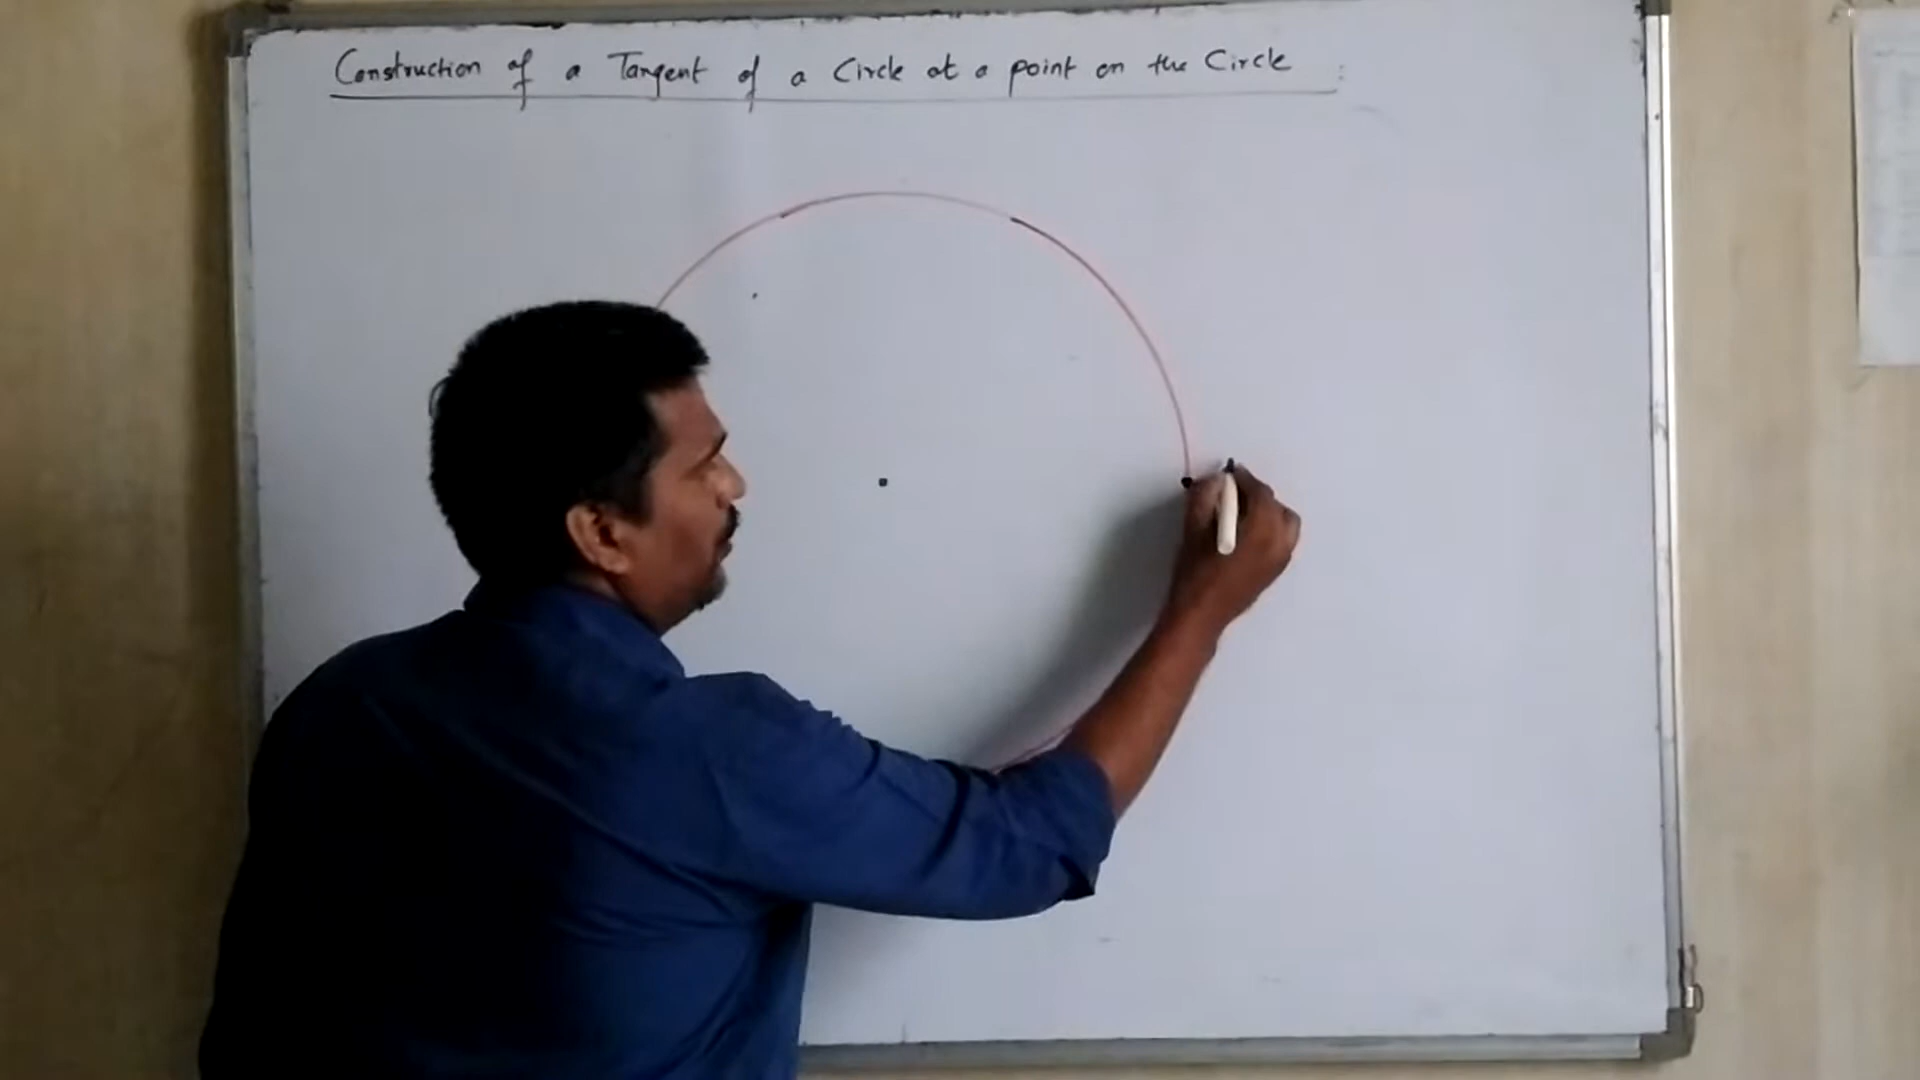 Construction of a Tangent of a Circle at a point on the Circle :